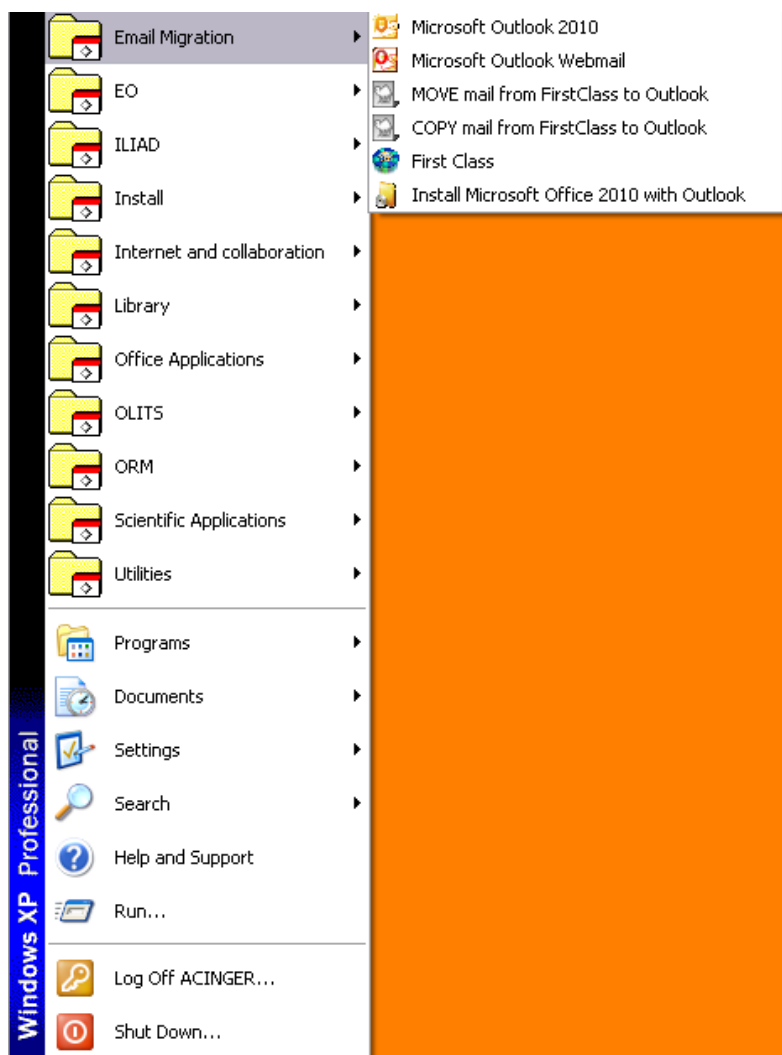 Email Migration
EO
ILIAD
Install
Internet and collaboration
Library
Office Applications
OLITS
ORM
Scientific Applications
Utilities
Programs
Documents
Settings
Search
Help and Support
Run...
Log Off ACINGER...
Shut Down...
Windows XP Professional
Microsoft Outlook 2010
Microsoft Outlook Webmail
MOVE mail from FirstClass to Outlook
COPY mail from FirstClass to Outlook
First Class
Install Microsoft Office 2010 with Outlook